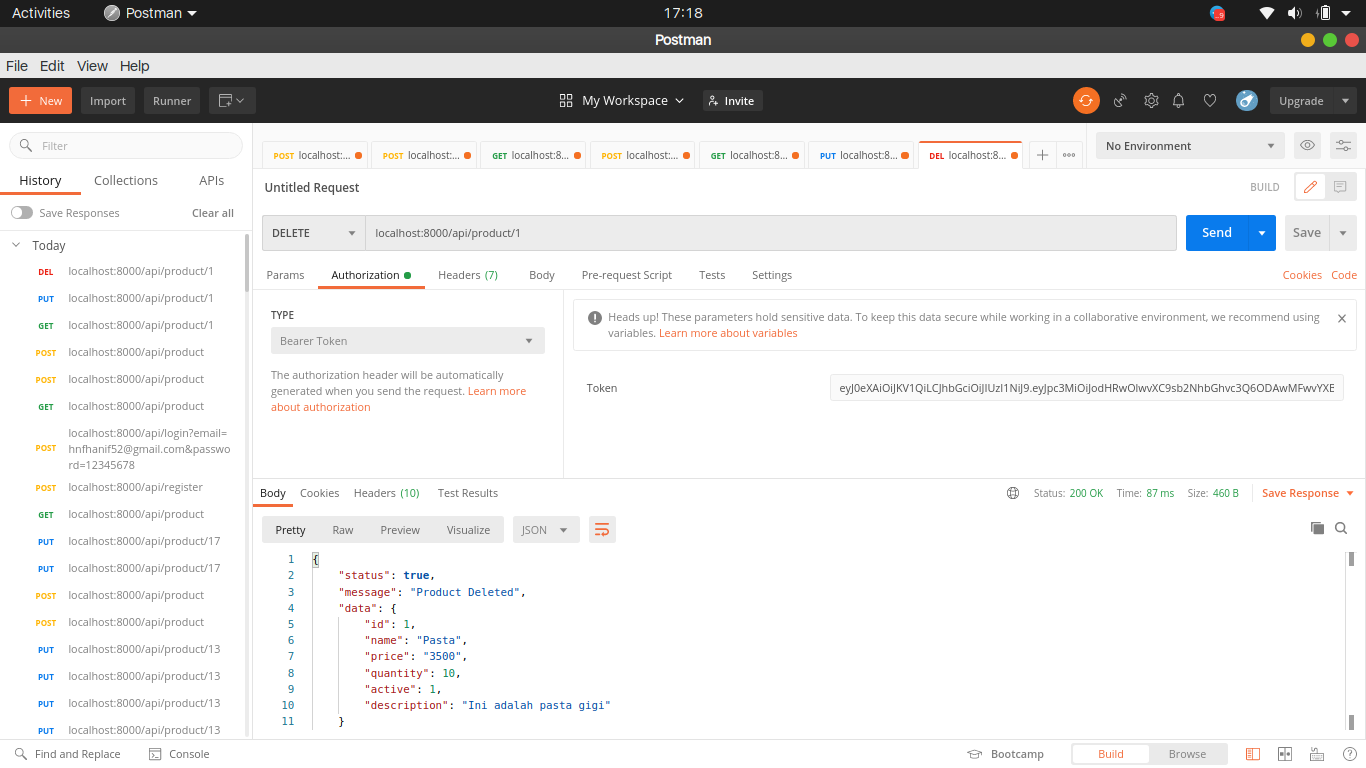 Activities Postman 17:18
Postman
File Edit View Help
New Import Runner My Workspace Invite Upgrade
Filter
History Collections APIs
Save Responses Clear all
Today
DEL localhost:8000/api/product/1
PUT localhost:8000/api/product/1
GET localhost:8000/api/product/1
POST localhost:8000/api/product
POST localhost:8000/api/product
GET localhost:8000/api/product
POST localhost:8000/api/login?email=
hnfhanif52@gmail.com&passwo
rd=12345678
POST localhost:8000/api/register
GET localhost:8000/api/product
PUT localhost:8000/api/product/17
PUT localhost:8000/api/product/17
POST localhost:8000/api/product
POST localhost:8000/api/product
PUT localhost:8000/api/product/13
PUT localhost:8000/api/product/13
PUT localhost:8000/api/product/13
PUT localhost:8000/api/product/13
POST localhost:... POST localhost:... GET localhost:8... POST localhost:... GET localhost:8... PUT localhost:8... DEL localhost:8... No Environment
Untitled Request BUILD
DELETE localhost:8000/api/product/1 Send Save
Params Authorization Headers (7) Body Pre-request Script Tests Settings Cookies Code
TYPE
Bearer Token
The authorization header will be automatically
generated when you send the request. Learn more
about authorization
Heads up! These parameters hold sensitive data. To keep this data secure while working in a collaborative environment, we recommend using
variables. Learn more about variables
Token
Body Cookies Headers (10) Test Results Status: 200 OK Time: 87 ms Size: 460 B Save Response
Pretty Raw Preview Visualize JSON
1 {
2 "status": true,
3 "message": "Product Deleted",
4 "data": {
5 "id": 1,
6 "name": "Pasta",
7 "price": "3500",
8 "quantity": 10,
9 "active": 1,
10 "description": "Ini adalah pasta gigi"
11 }
Find and Replace Console Bootcamp Build Browse